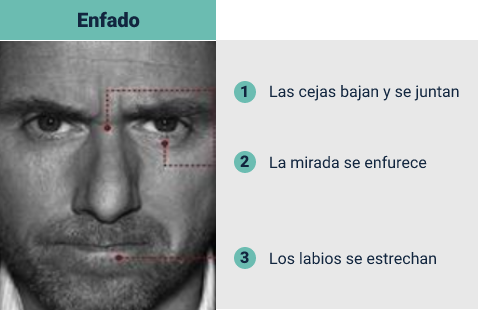 Enfado
1 Las cejas bajan y se juntan
2 La mirada se enfurece
3 Los labios se estrechan